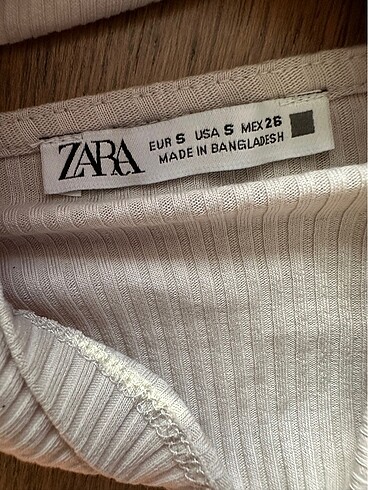 ZARA
EUR S USA S MEX 26
MADE IN BANGLADESH